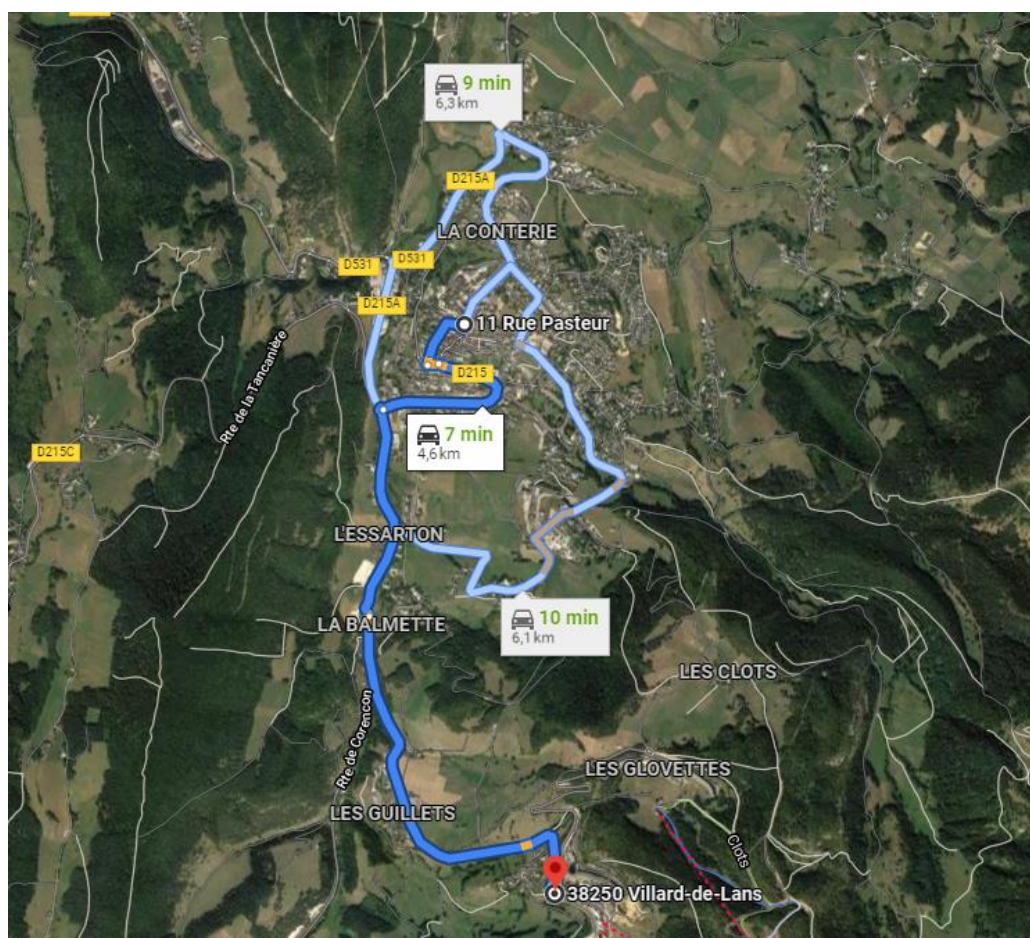 9 min
6,3 km
D215A
LA CONTERIE
D531
D531
D215A
11 Rue Pasteur
Rte de la Tancanière
D215
7 min
4,6 km
D215C
L'ESSARTON
10 min
6,1 km
LA BALMETTE
LES CLOTS
Rte de Corencon
LES GLOVETTES
LES GUILLETS
Clots
38250 Villard-de-Lans